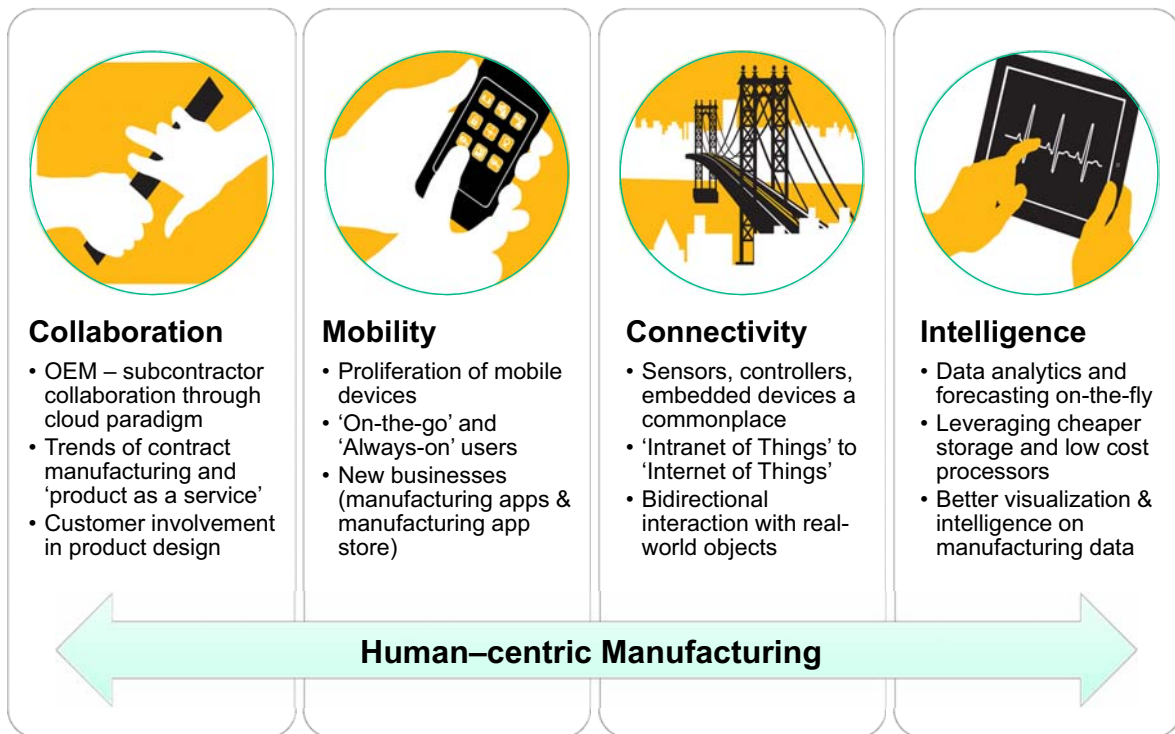 Collaboration
• OEM – subcontractor
collaboration through
cloud paradigm
• Trends of contract
manufacturing and
‘product as a service’
• Customer involvement
in product design
Mobility
• Proliferation of mobile
devices
• ‘On-the-go’ and
‘Always-on’ users
• New businesses
(manufacturing apps &
manufacturing app
store)
Connectivity
• Sensors, controllers,
embedded devices a
commonplace
• ‘Intranet of Things’ to
‘Internet of Things’
• Bidirectional
interaction with real-
world objects
Intelligence
• Data analytics and
forecasting on-the-fly
• Leveraging cheaper
storage and low cost
processors
• Better visualization &
intelligence on
manufacturing data
Human–centric Manufacturing